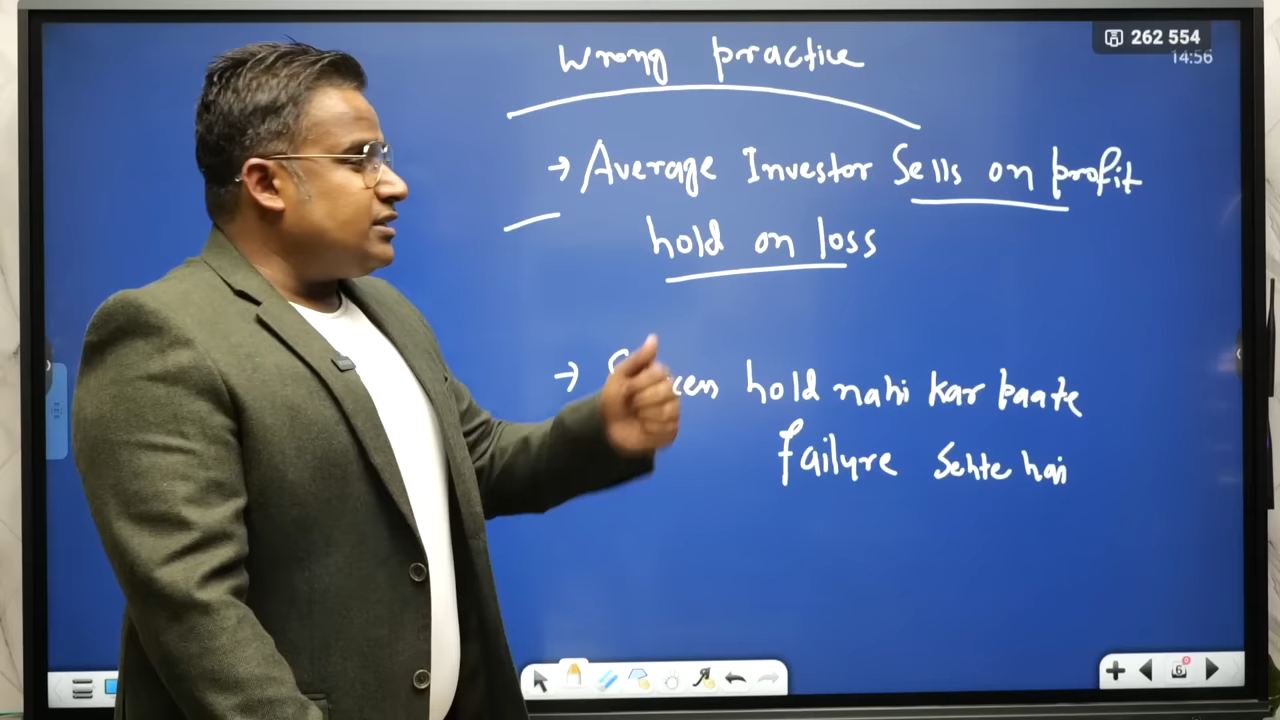 Wrong practice
262 554
14:56
→ Average Investor Sells on profit
hold on loss
→ hold nahi kar paate
failure Sehte hai